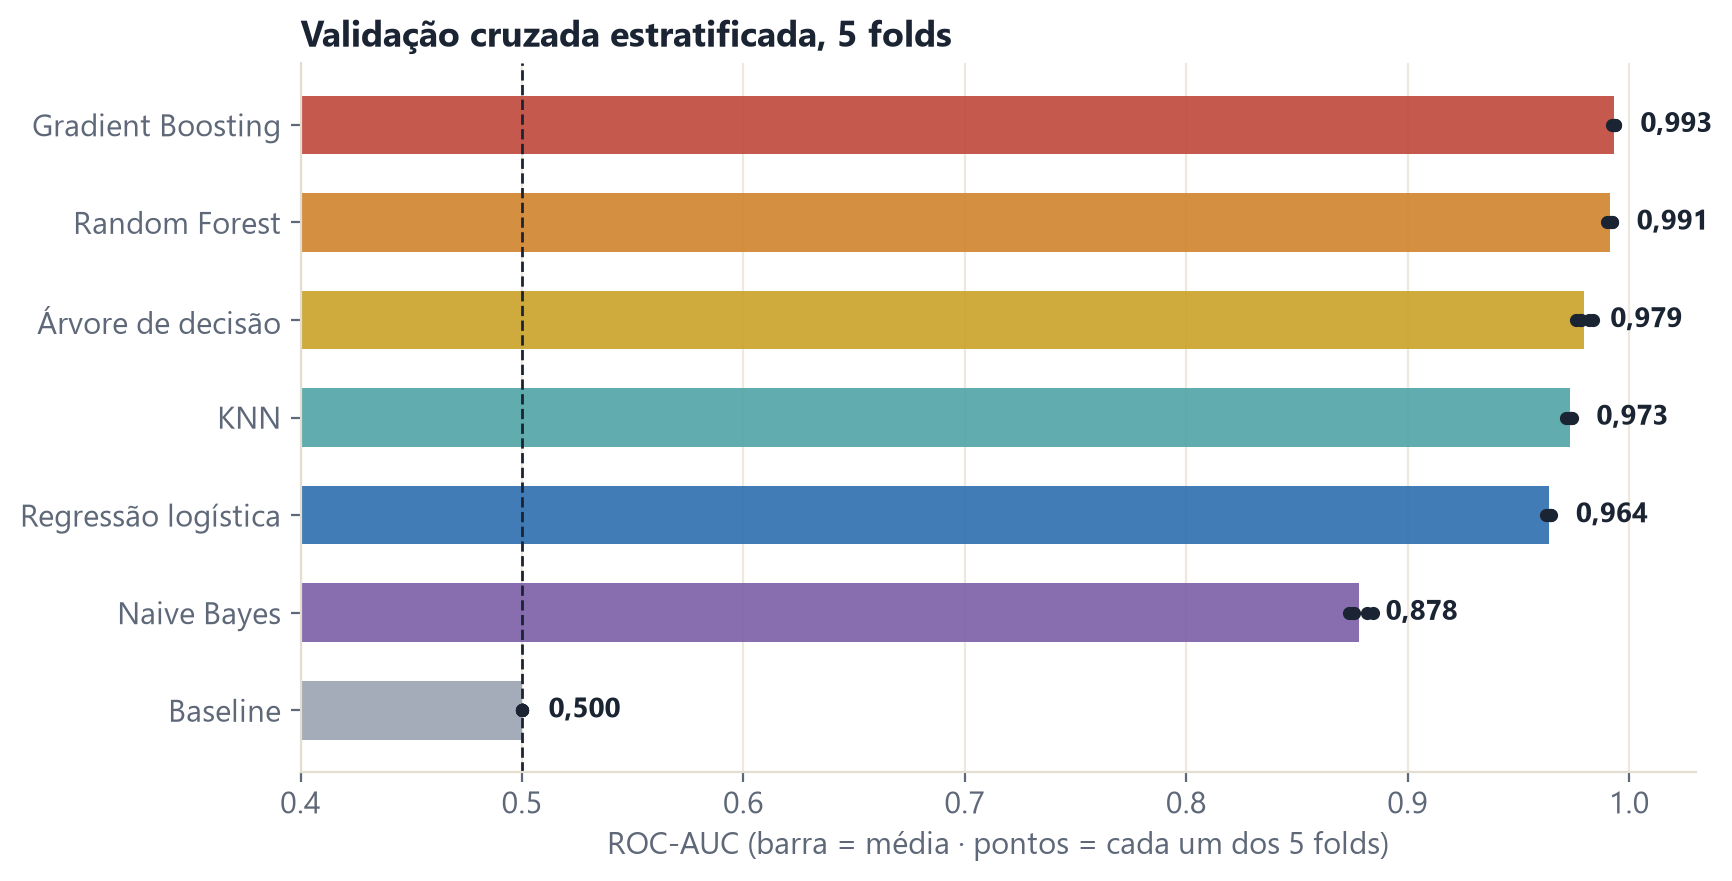 Validação cruzada estratificada, 5 folds
Gradient Boosting
0,993
Random Forest
0,991
Árvore de decisão
0,979
KNN
0,973
Regressão logística
0,964
Naive Bayes
0,878
Baseline
0,500
0.4 0.5 0.6 0.7 0.8 0.9 1.0
ROC-AUC (barra = média · pontos = cada um dos 5 folds)